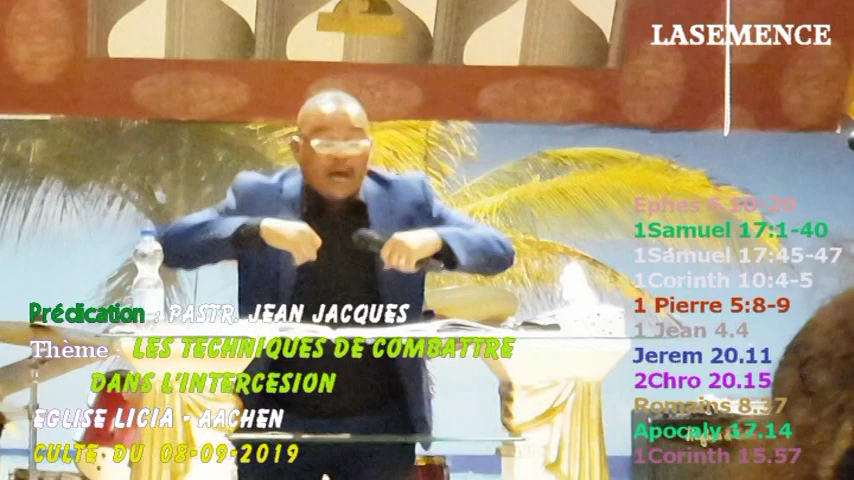 LASEMENCE
Ephes 6.10-20
1Samuel 17:1-40
1Samuel 17:45-47
1Corinth 10:4-5
1 Pierre 5:8-9
1 Jean 4.4
Jerem 20.11
2Chro 20.15
Romains 8.37
Apocaly 17.14
1Corinth 15.57
Prédication : PASTR. JEAN JACQUES
Thème : LES TECHNIQUES DE COMBATTRE
DANS L'INTERCESION
EGLISE LICIA - AACHEN
CULTE DU 08-09-2019